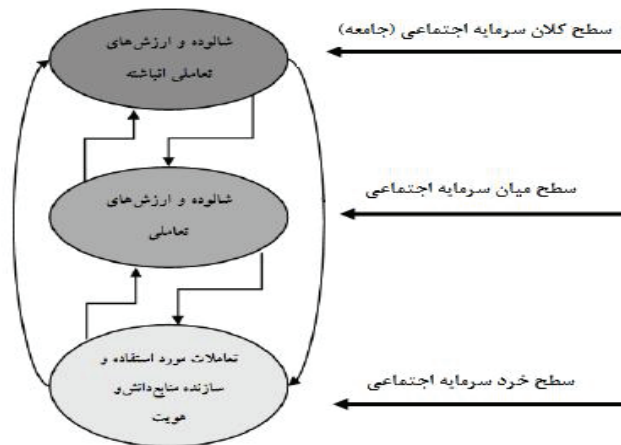 سطح کلان سرمایه اجتماعی (جامعه)
شالوده و ارزش‌های
تعاملی انباشته
سطح میان سرمایه اجتماعی
شالوده و ارزش‌های
تعاملی
سطح خرد سرمایه اجتماعی
تعاملات مورد استفاده و
سازنده منابع‌دانش‌و
هویت